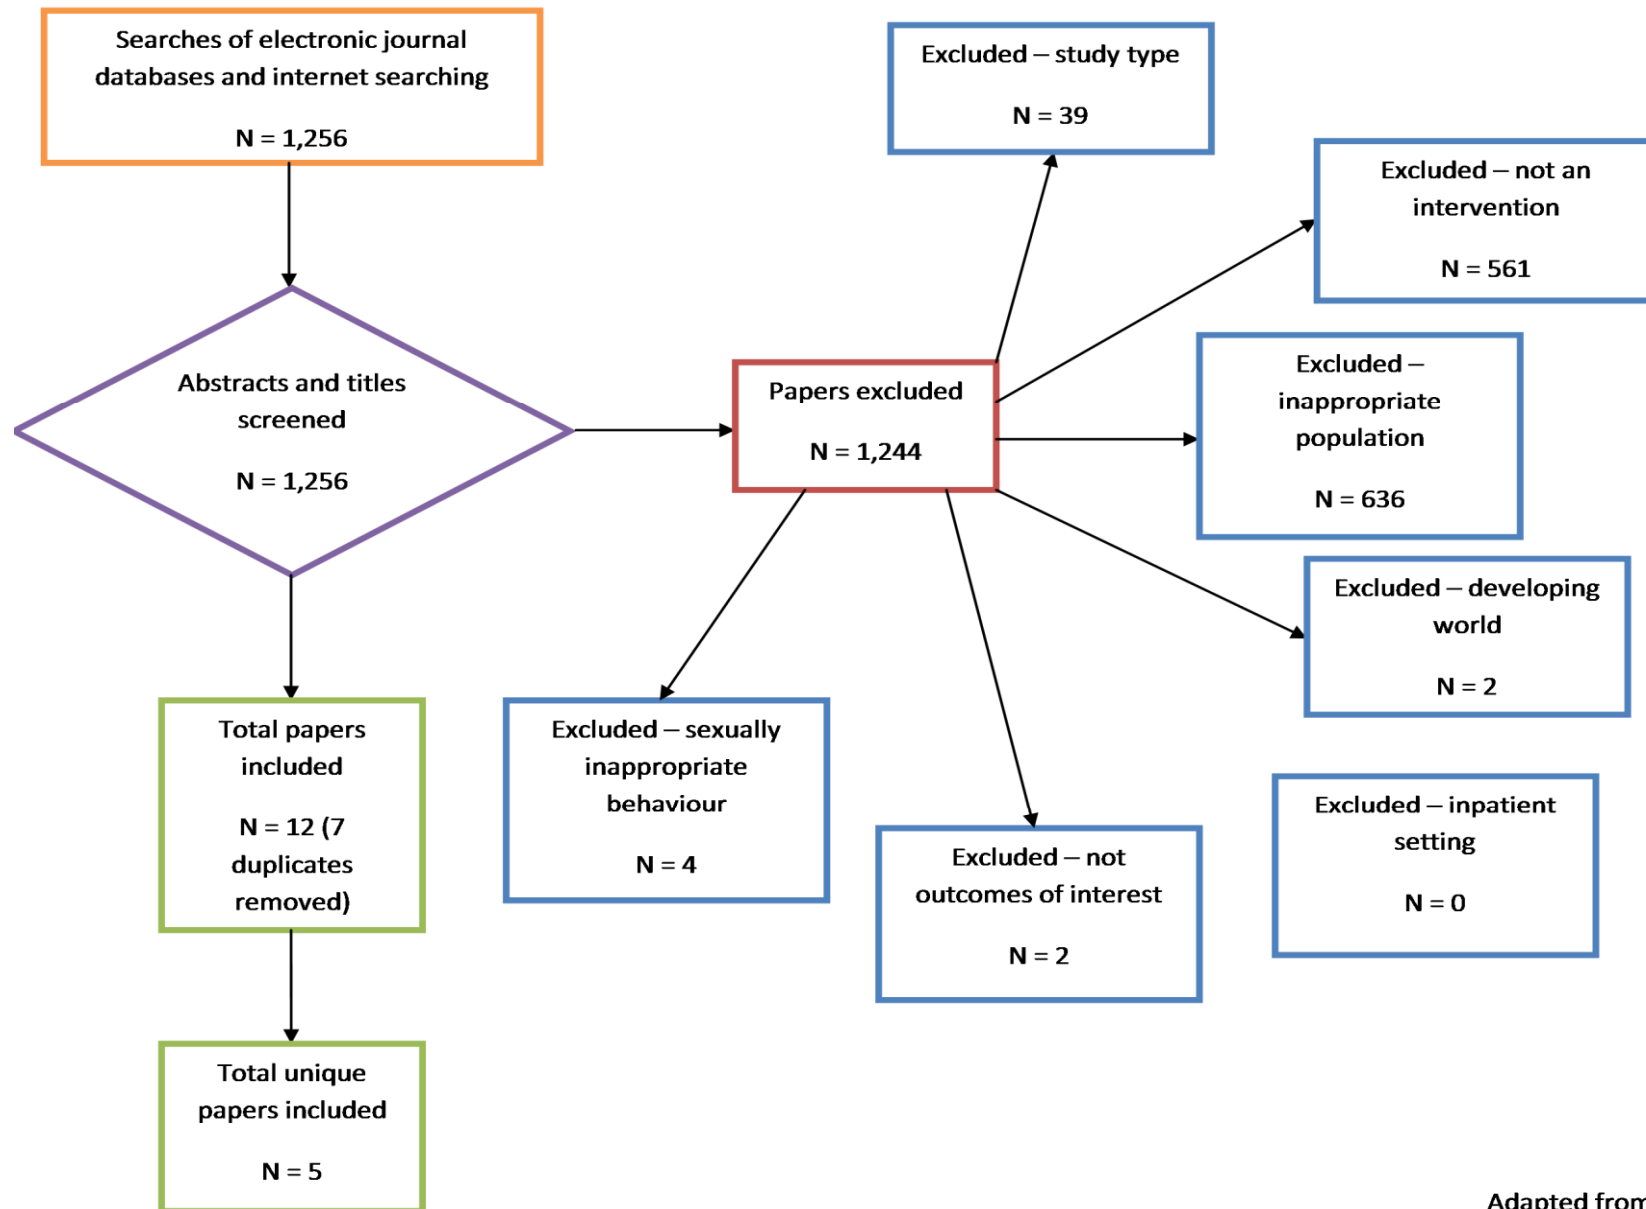 Searches of electronic journal
databases and internet searching
N = 1,256
Excluded – study type
N = 39
Excluded – not an
intervention
N = 561
Abstracts and titles
screened
N = 1,256
Papers excluded
N = 1,244
Excluded –
inappropriate
population
N = 636
Excluded – developing
world
N = 2
Total papers
included
N = 12 (7
duplicates
removed)
Excluded – sexually
inappropriate
behaviour
N = 4
Excluded – not
outcomes of interest
N = 2
Excluded – inpatient
setting
N = 0
Total unique
papers included
N = 5
Adapted from